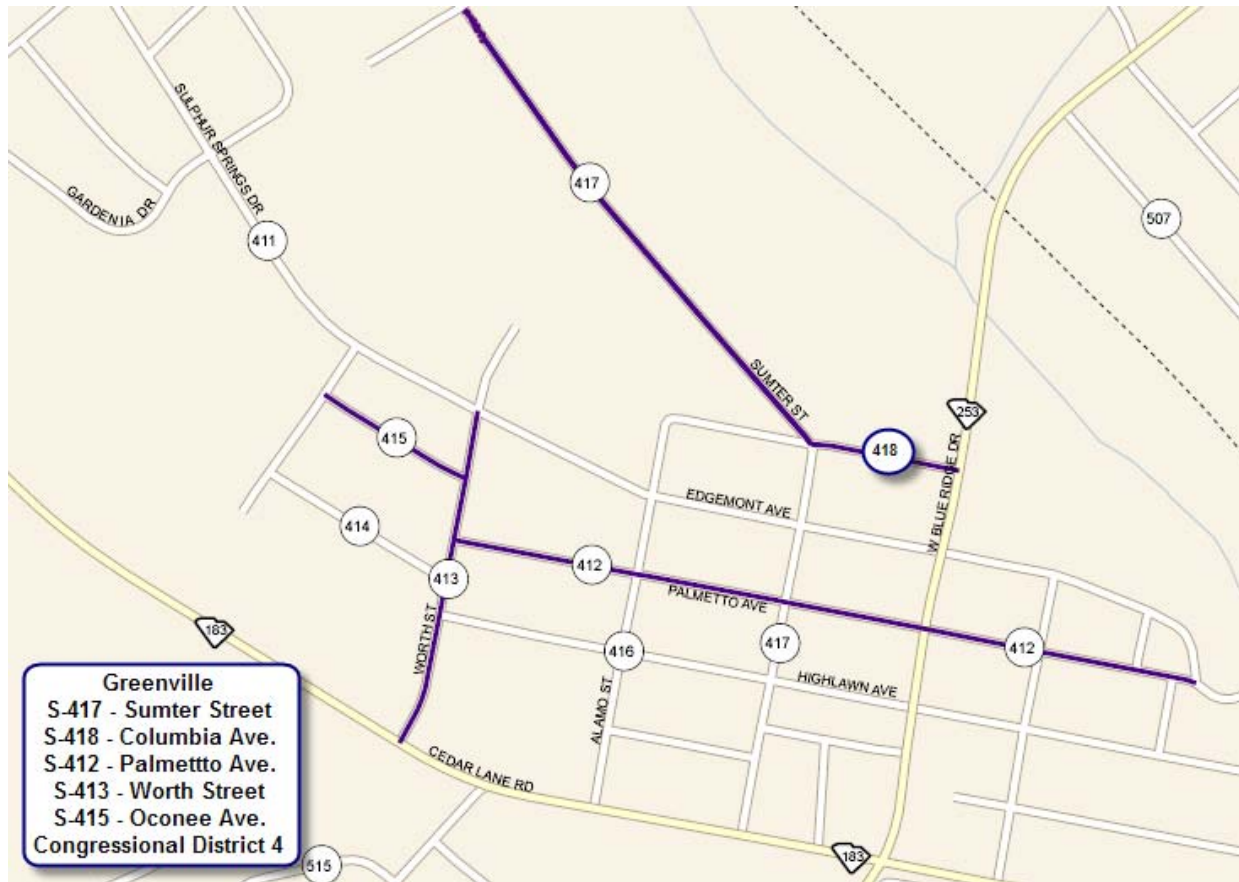 SULPHUR SPRINGS DR
GARDENIA DR
411
417
507
SUMTER ST
253
415
418
W BLUE RIDGE DR
EDGEMONT AVE
414
413
412
PALMETTO AVE
183
WORTH ST
416
417
412
HIGHLAWN AVE
ALAMO ST
CEDAR LANE RD
183
515
Greenville
S-417 - Sumter Street
S-418 - Columbia Ave.
S-412 - Palmettto Ave.
S-413 - Worth Street
S-415 - Oconee Ave.
Congressional District 4